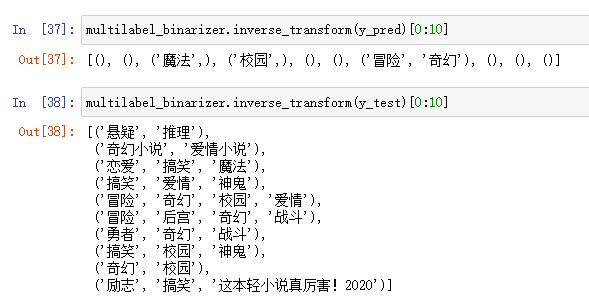 In [37]: multilabel_binarizer.inverse_transform(y_pred)[0:10]
Out[37]: [(), (), ('魔法',), ('校园',), (), (), ('冒险', '奇幻'), (), (), ()]
In [38]: multilabel_binarizer.inverse_transform(y_test)[0:10]
Out[38]: [('悬疑', '推理'),
('奇幻小说', '爱情小说'),
('恋爱', '搞笑', '魔法'),
('搞笑', '爱情', '神鬼'),
('冒险', '奇幻', '校园', '爱情'),
('冒险', '后宫', '奇幻', '战斗'),
('勇者', '奇幻', '战斗'),
('搞笑', '校园', '神鬼'),
('奇幻', '校园'),
('励志', '搞笑', '这本轻小说真厉害！2020')]